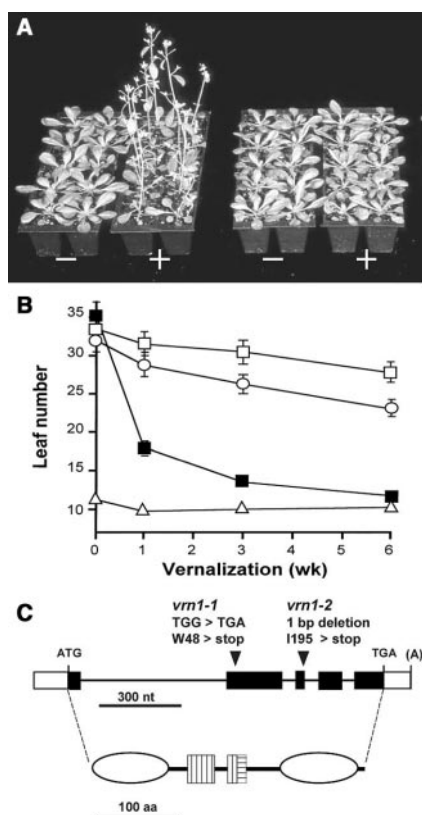 A
− + − +
B
35
30
25
20
15
10
Leaf number
0 1 2 3 4 5 6
Vernalization (wk)
C
vrn1-1 vrn1-2
TGG > TGA 1 bp deletion
W48 > stop I195 > stop
ATG TGA (A)
300 nt
100 aa